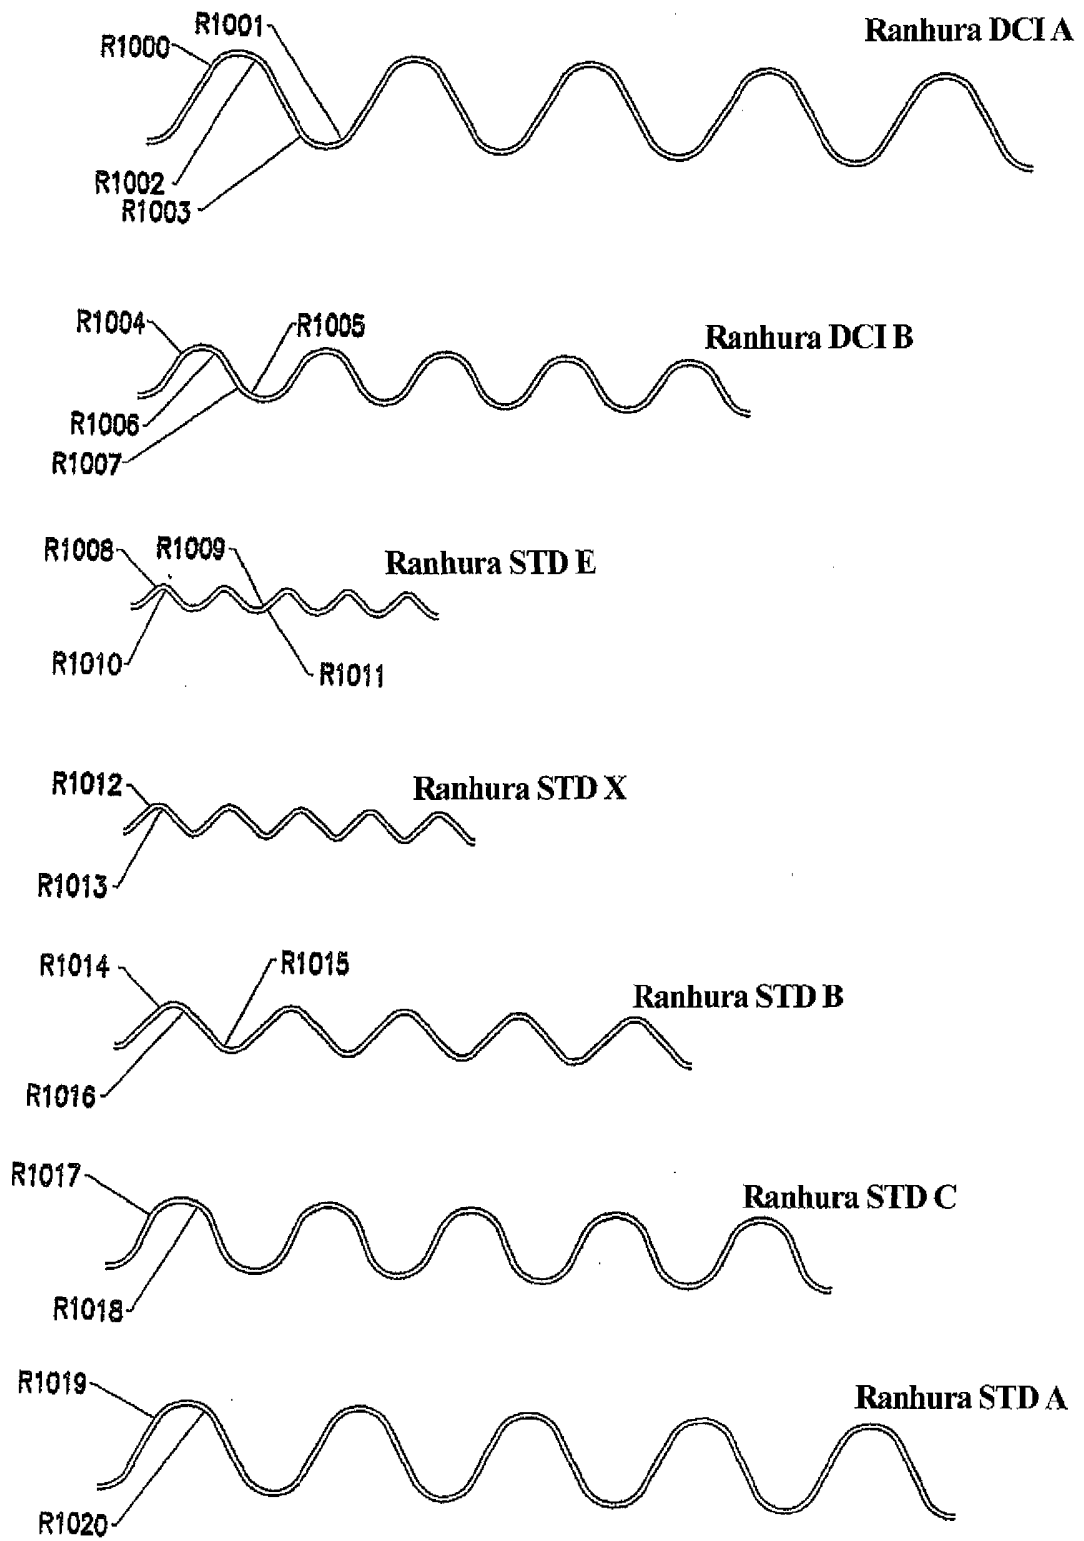 R1001
Ranhura DCI A
R1000
R1002
R1003
R1004
R1005
Ranhura DCI B
R1006
R1007
R1008
R1009
Ranhura STD E
R1010
R1011
R1012
Ranhura STD X
R1013
R1014
R1015
Ranhura STD B
R1016
R1017
Ranhura STD C
R1018
R1019
Ranhura STD A
R1020